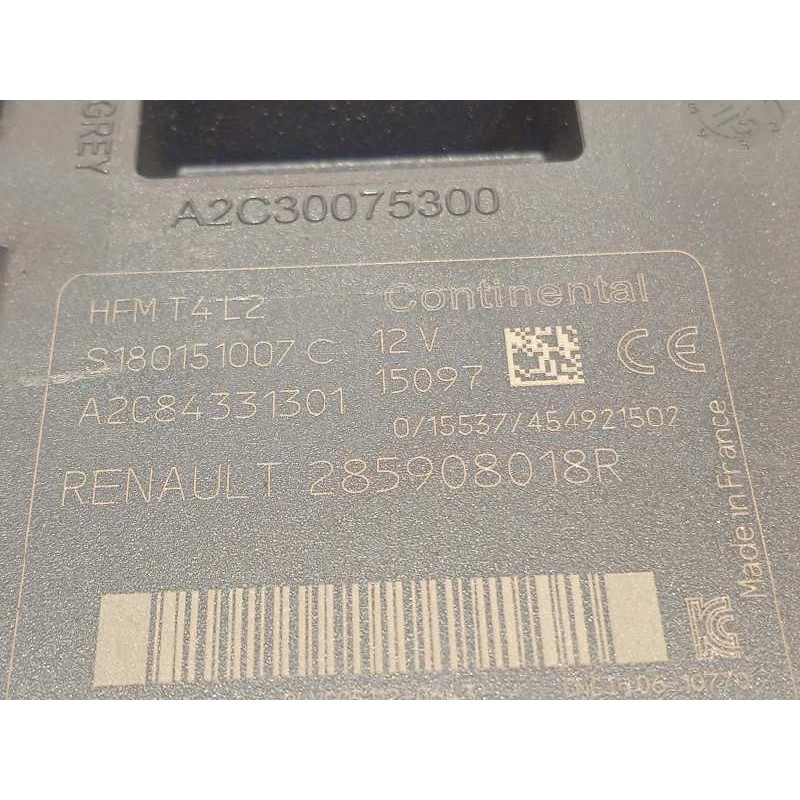 GREY
A2C30075300
HFM T4 L2 Continental
S180151007 C 12 V
A2C84331301 15097
0/15537/454921502
RENAULT 285908018R
Made in France